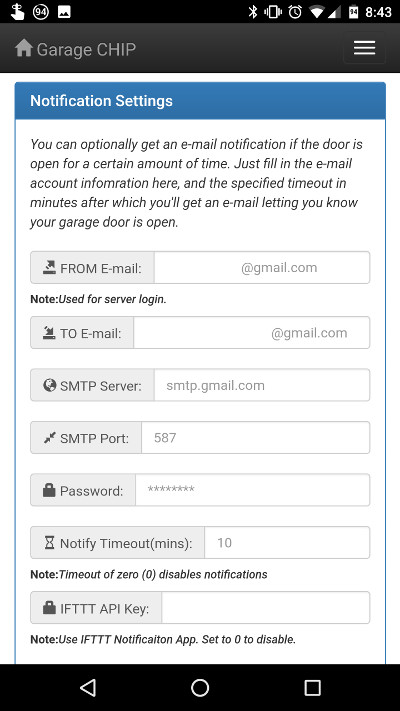 94 94 8:43
Garage CHIP
Notification Settings
You can optionally get an e-mail notification if the door is
open for a certain amount of time. Just fill in the e-mail
account infomration here, and the specified timeout in
minutes after which you'll get an e-mail letting you know
your garage door is open.
FROM E-mail: @gmail.com
Note:Used for server login.
TO E-mail: @gmail.com
SMTP Server: smtp.gmail.com
SMTP Port: 587
Password: ********
Notify Timeout(mins): 10
Note:Timeout of zero (0) disables notifications
IFTTT API Key:
Note:Use IFTTT Notificaiton App. Set to 0 to disable.